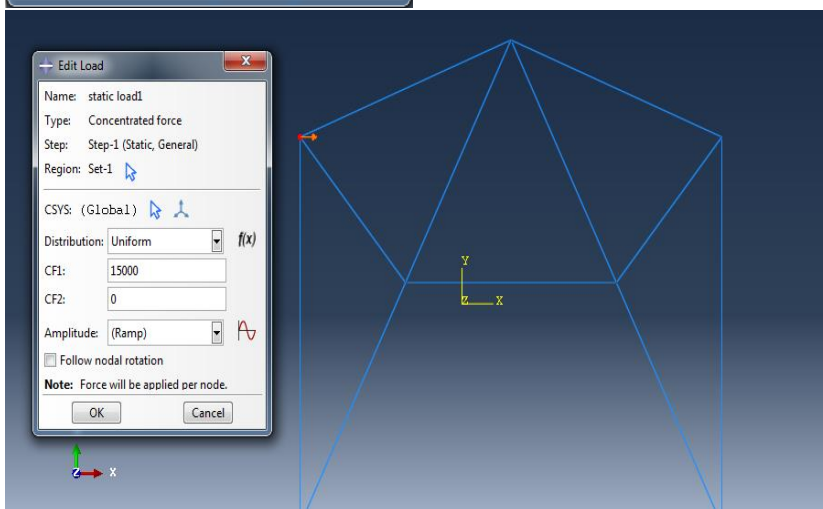 Edit Load
X
Name: static load1
Type: Concentrated force
Step: Step-1 (Static, General)
Region: Set-1
CSYS: (Global)
Distribution: Uniform f(x)
CF1: 15000
CF2: 0
Amplitude: (Ramp)
Follow nodal rotation
Note: Force will be applied per node.
OK Cancel
Y
Z X
Z X